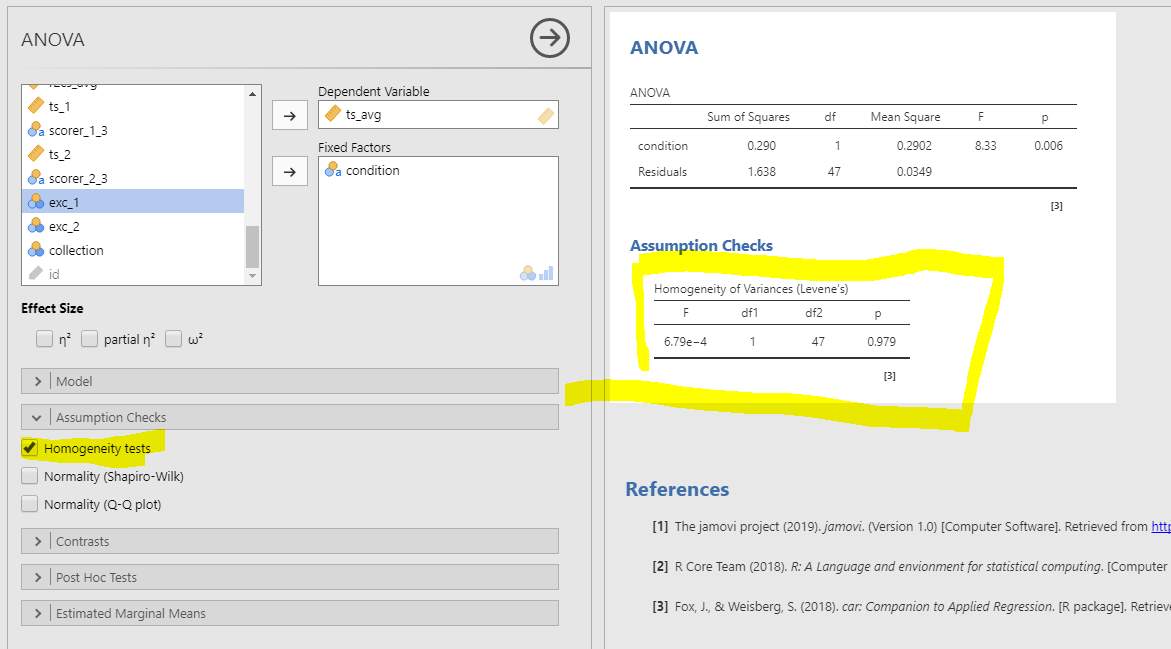 ANOVA
ts_1
scorer_1_3
ts_2
scorer_2_3
exc_1
exc_2
collection
id
Dependent Variable
ts_avg
Fixed Factors
condition
Effect Size
η² partial η² ω²
Model
Assumption Checks
Homogeneity tests
Normality (Shapiro-Wilk)
Normality (Q-Q plot)
Contrasts
Post Hoc Tests
Estimated Marginal Means
ANOVA
ANOVA
Sum of Squares df Mean Square F p
condition 0.290 1 0.2902 8.33 0.006
Residuals 1.638 47 0.0349
[3]
Assumption Checks
Homogeneity of Variances (Levene's)
F df1 df2 p
6.79e−4 1 47 0.979
[3]
References
[1] The jamovi project (2019). jamovi. (Version 1.0) [Computer Software]. Retrieved from http
[2] R Core Team (2018). R: A Language and envionment for statistical computing. [Computer
[3] Fox, J., & Weisberg, S. (2018). car: Companion to Applied Regression. [R package]. Retrieve